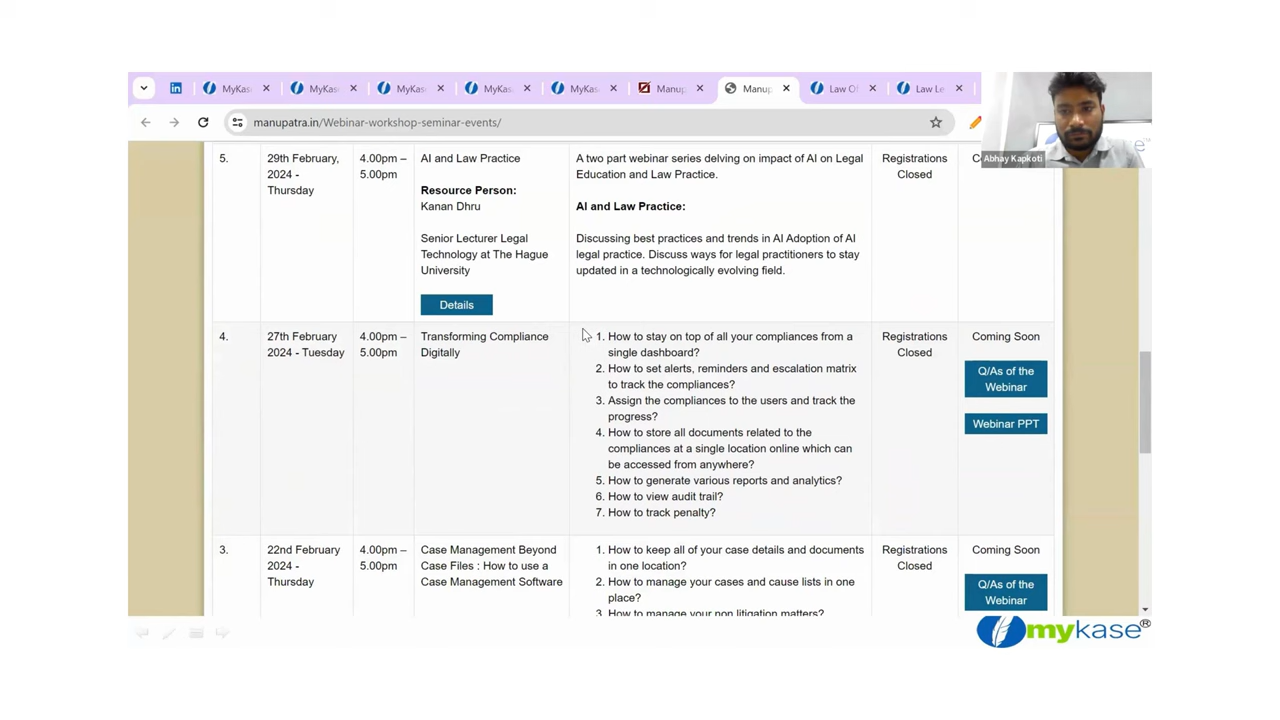 MyKas
MyKas
MyKas
MyKas
MyKas
Manup
Manup
Law O
Law Le
manupatra.in/Webinar-workshop-seminar-events/
Abhay Kapkoti
5.
29th February,
2024 -
Thursday
4.00pm –
5.00pm
AI and Law Practice
Resource Person:
Kanan Dhru
Senior Lecturer Legal
Technology at The Hague
University
Details
A two part webinar series delving on impact of AI on Legal
Education and Law Practice.
AI and Law Practice:
Discussing best practices and trends in AI Adoption of AI
legal practice. Discuss ways for legal practitioners to stay
updated in a technologically evolving field.
Registrations
Closed
4.
27th February
2024 - Tuesday
4.00pm –
5.00pm
Transforming Compliance
Digitally
1. How to stay on top of all your compliances from a
single dashboard?
2. How to set alerts, reminders and escalation matrix
to track the compliances?
3. Assign the compliances to the users and track the
progress?
4. How to store all documents related to the
compliances at a single location online which can
be accessed from anywhere?
5. How to generate various reports and analytics?
6. How to view audit trail?
7. How to track penalty?
Registrations
Closed
Coming Soon
Q/As of the
Webinar
Webinar PPT
3.
22nd February
2024 -
Thursday
4.00pm –
5.00pm
Case Management Beyond
Case Files : How to use a
Case Management Software
1. How to keep all of your case details and documents
in one location?
2. How to manage your cases and cause lists in one
place?
3. How to manage your non litigation matters?
Registrations
Closed
Coming Soon
Q/As of the
Webinar
mykase®